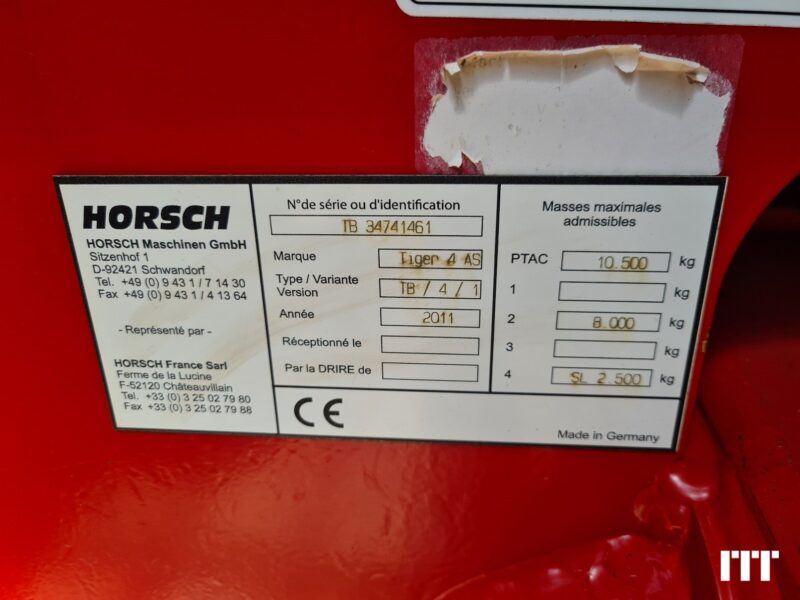 HORSCH
HORSCH Maschinen GmbH
Sitzenhof 1
D-92421 Schwandorf
Tel. +49 (0) 9 43 1 / 7 14 30
Fax +49 (0) 9 43 1 / 4 13 64
- Représenté par -
HORSCH France Sarl
Ferme de la Lucine
F-52120 Châteauvillain
Tel. +33 (0) 3 25 02 79 80
Fax +33 (0) 3 25 02 79 88
N°de série ou d'identification
TB 34741461
Marque Tiger 4 AS
Type / Variante
Version TB / 4 / 1
Année 2011
Réceptionné le
Par la DRIRE de
Masses maximales
admissibles
PTAC 10.500 kg
1 kg
2 8.000 kg
3 kg
4 SL 2.500 kg
CE
Made in Germany